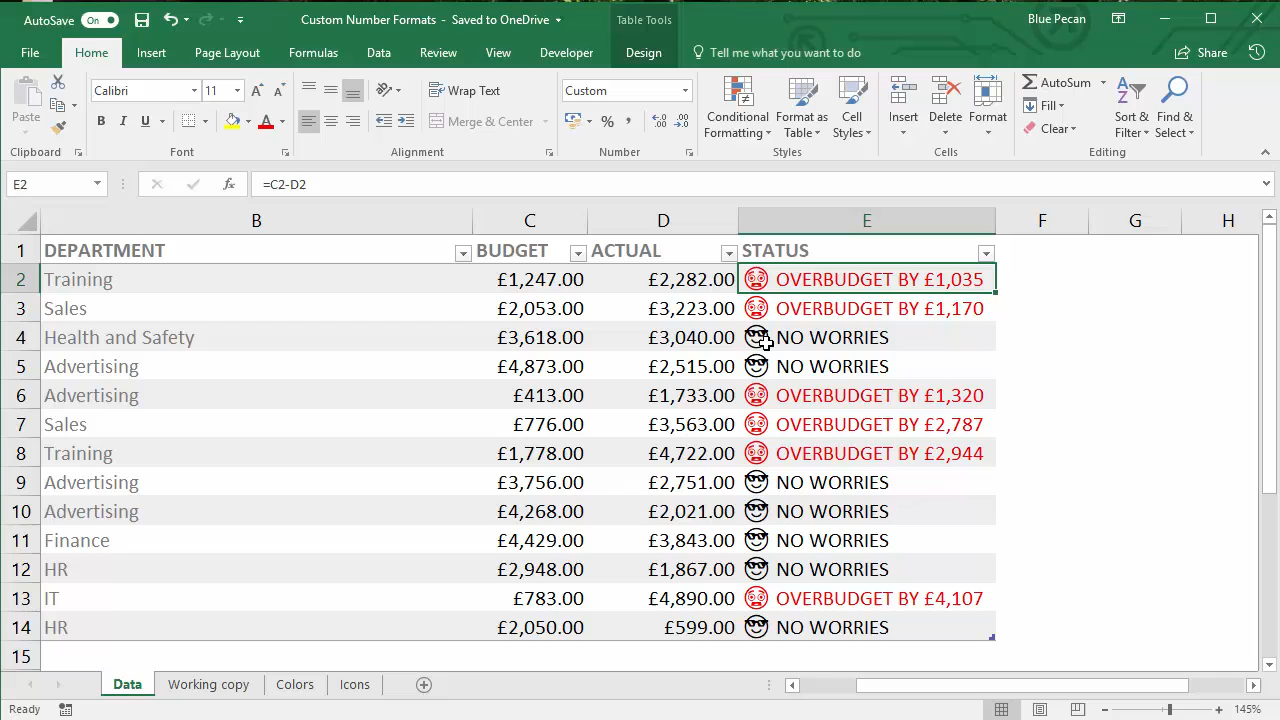 AutoSave On Custom Number Formats - Saved to OneDrive Table Tools Blue Pecan
File Home Insert Page Layout Formulas Data Review View Developer Design Tell me what you want to do Share
Paste Calibri 11 A A Wrap Text Custom Conditional Formatting Format as Table Cell Styles Insert Delete Format AutoSum Sort & Filter Find & Select
B I U A Merge & Center % , Fill
Clear
Clipboard Font Alignment Number Styles Cells Editing
E2 fx =C2-D2
B C D E F G H
1 DEPARTMENT BUDGET ACTUAL STATUS
2 Training £1,247.00 £2,282.00 😳 OVERBUDGET BY £1,035
3 Sales £2,053.00 £3,223.00 😳 OVERBUDGET BY £1,170
4 Health and Safety £3,618.00 £3,040.00 😎 NO WORRIES
5 Advertising £4,873.00 £2,515.00 😎 NO WORRIES
6 Advertising £413.00 £1,733.00 😳 OVERBUDGET BY £1,320
7 Sales £776.00 £3,563.00 😳 OVERBUDGET BY £2,787
8 Training £1,778.00 £4,722.00 😳 OVERBUDGET BY £2,944
9 Advertising £3,756.00 £2,751.00 😎 NO WORRIES
10 Advertising £4,268.00 £2,021.00 😎 NO WORRIES
11 Finance £4,429.00 £3,843.00 😎 NO WORRIES
12 HR £2,948.00 £1,867.00 😎 NO WORRIES
13 IT £783.00 £4,890.00 😳 OVERBUDGET BY £4,107
14 HR £2,050.00 £599.00 😎 NO WORRIES
15
Data Working copy Colors Icons
Ready 145%